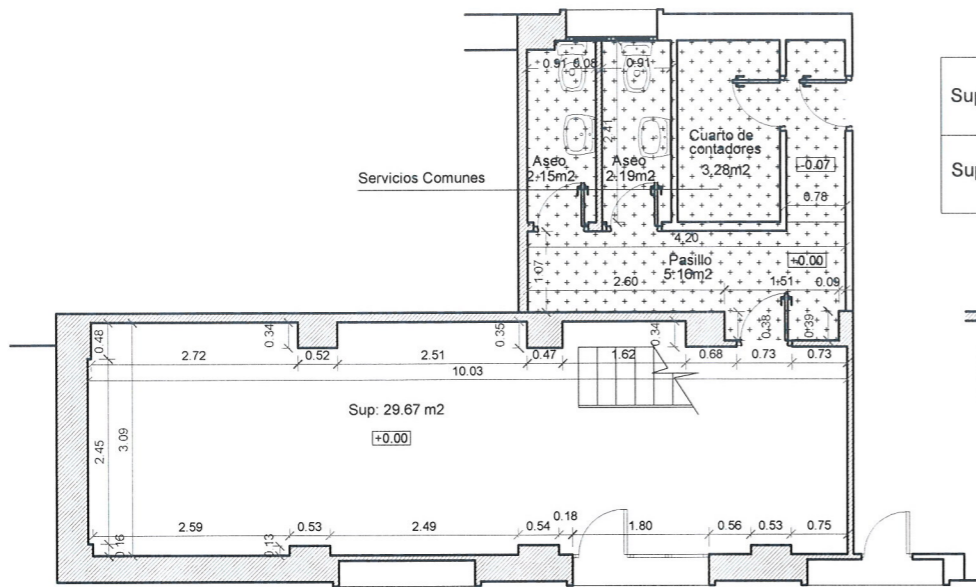 0.91 0.08 0.91
2.41
Aseo
2.15m2
Aseo
2.19m2
Cuarto de
contadores
3,28m2
-0.07
0.78
Servicios Comunes
Sup
Sup
4.20
Pasillo
5.16m2
+0.00
1.07
2.60 1.51 0.09
0.48 0.34 0.35 0.34 0.38 0.39
2.72 0.52 2.51 0.47 1.62 0.68 0.73 0.73
10.03
Sup: 29.67 m2
+0.00
2.45 3.09
2.59 0.53 2.49 0.54 0.18 1.80 0.56 0.53 0.75
0.16 0.13